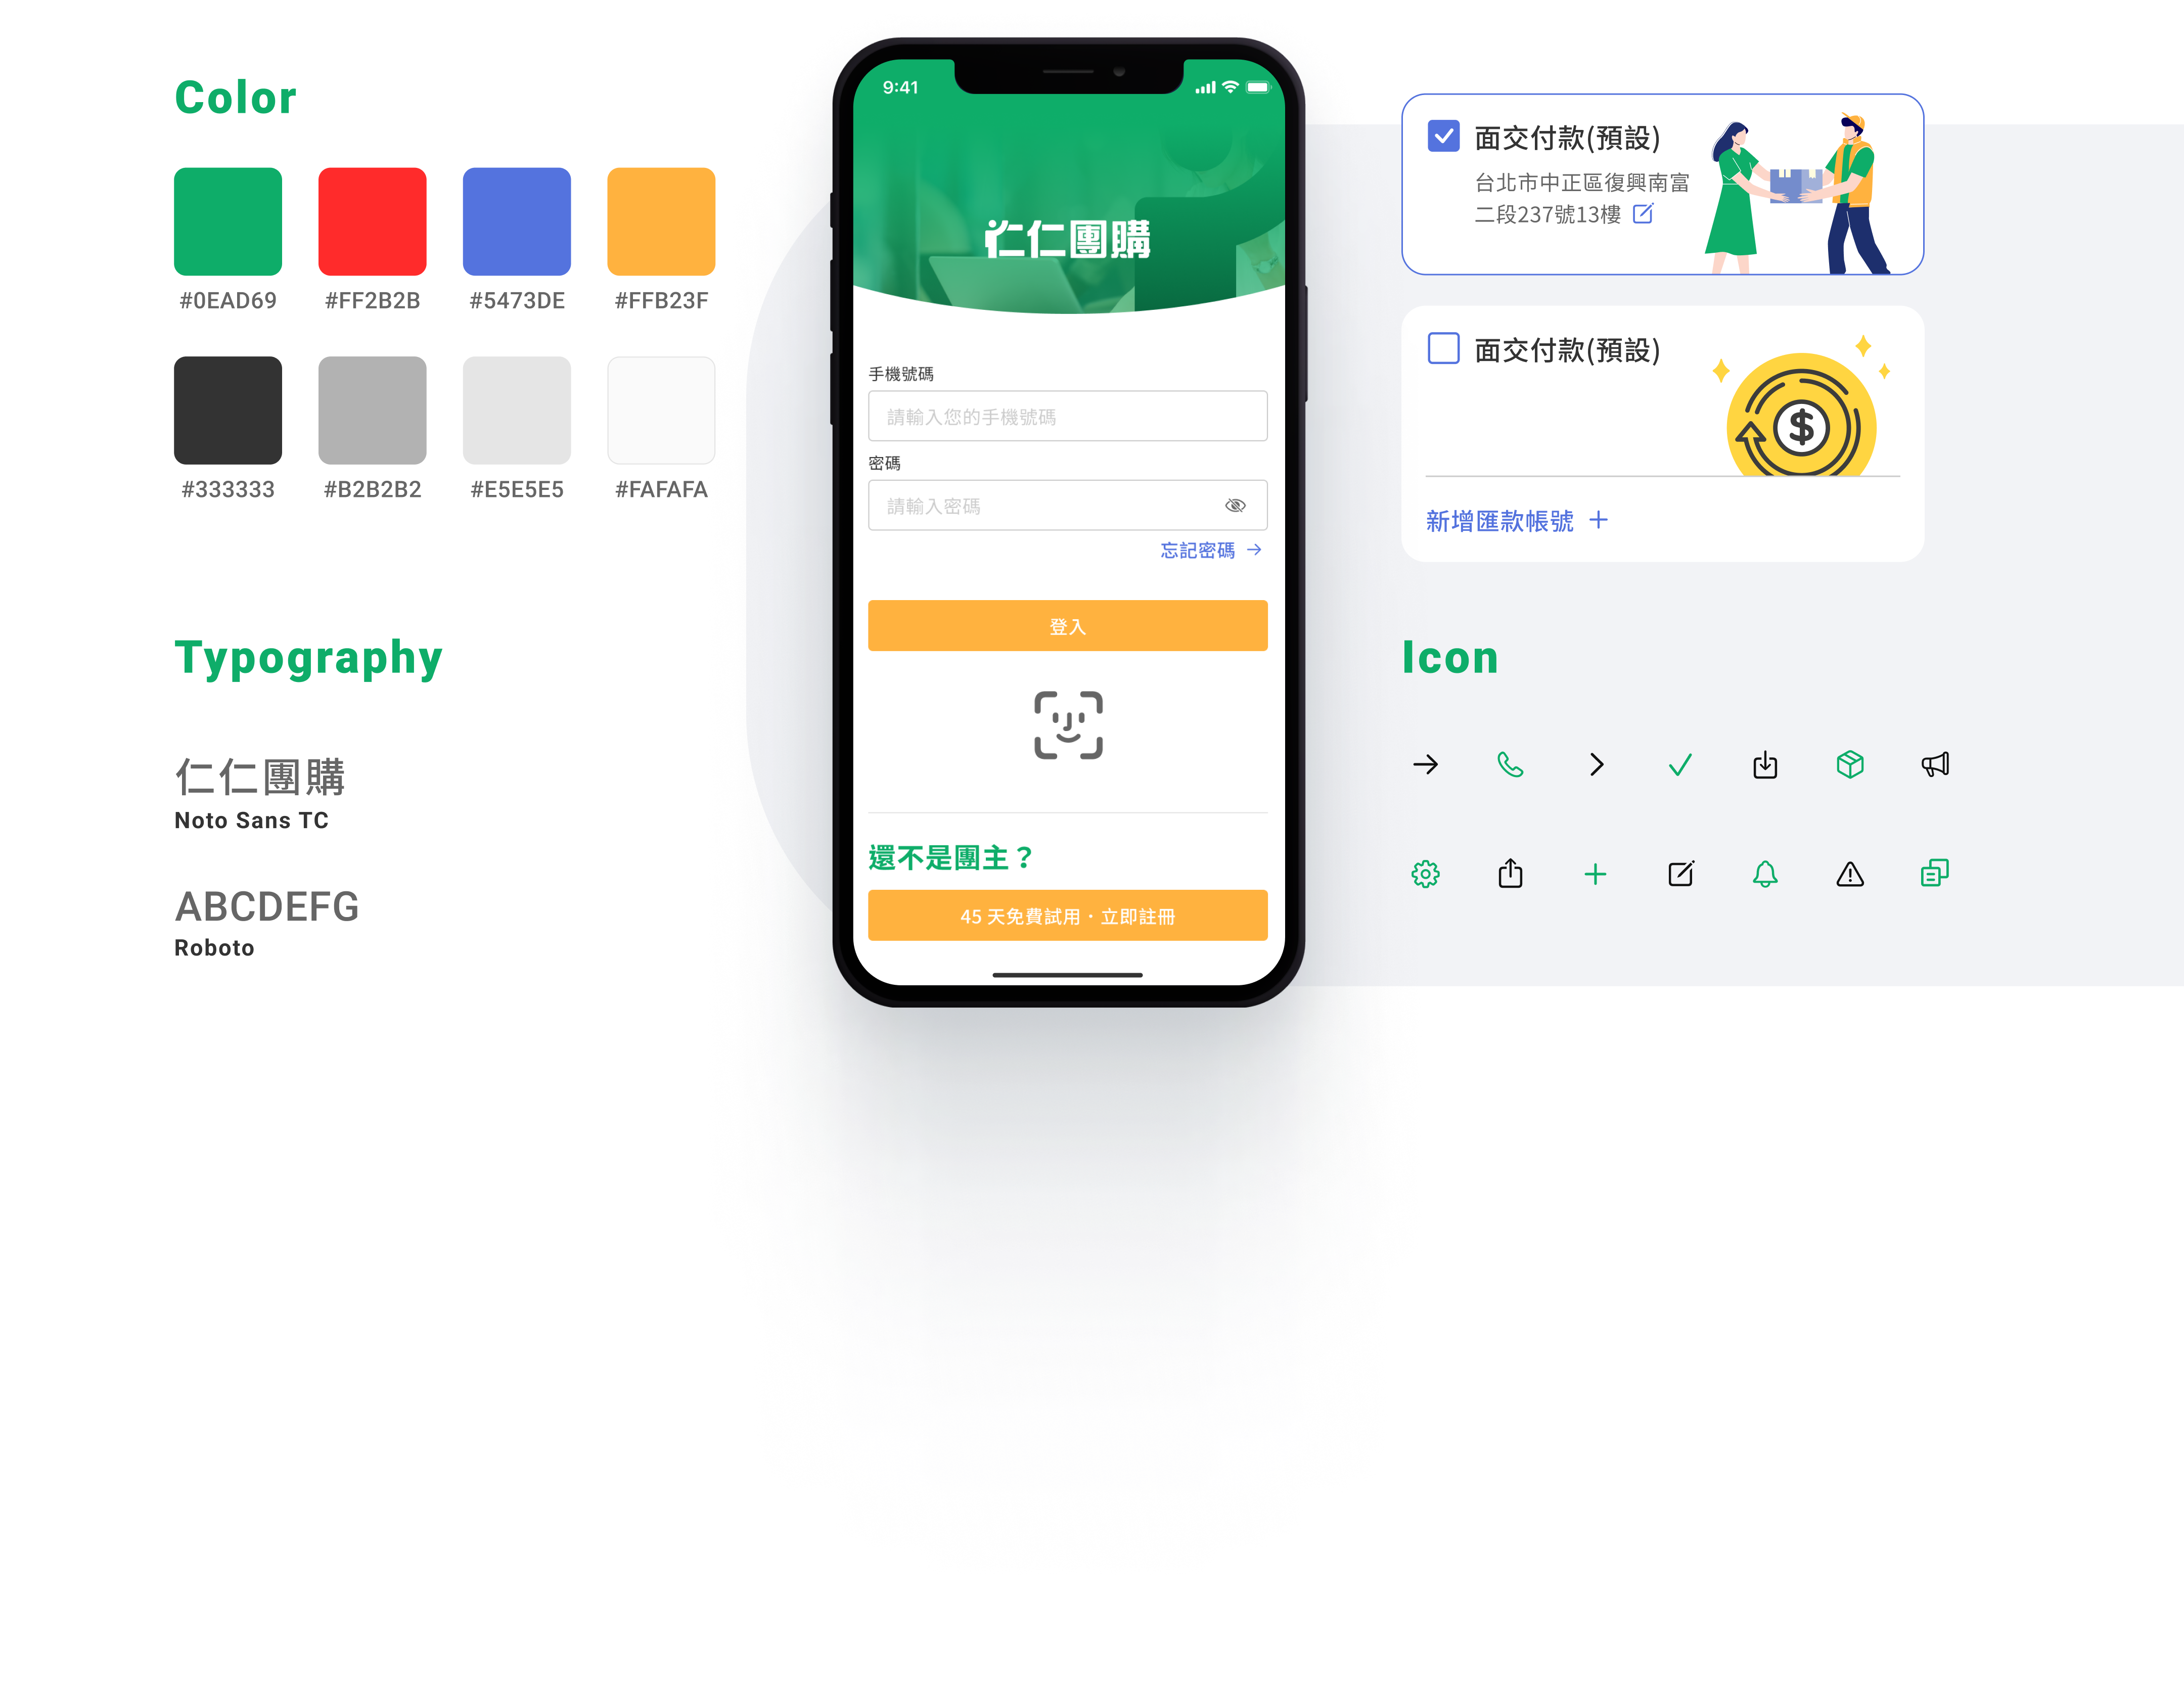 Color
#0EAD69
#FF2B2B
#5473DE
#FFB23F
#333333
#B2B2B2
#E5E5E5
#FAFAFA
Typography
仁仁團購
Noto Sans TC
ABCDEFG
Roboto
9:41
仁仁團購
手機號碼
請輸入您的手機號碼
密碼
請輸入密碼
忘記密碼
登入
還不是團主？
45 天免費試用・立即註冊
面交付款(預設)
台北市中正區復興南富
二段237號13樓
面交付款(預設)
$
新增匯款帳號
Icon